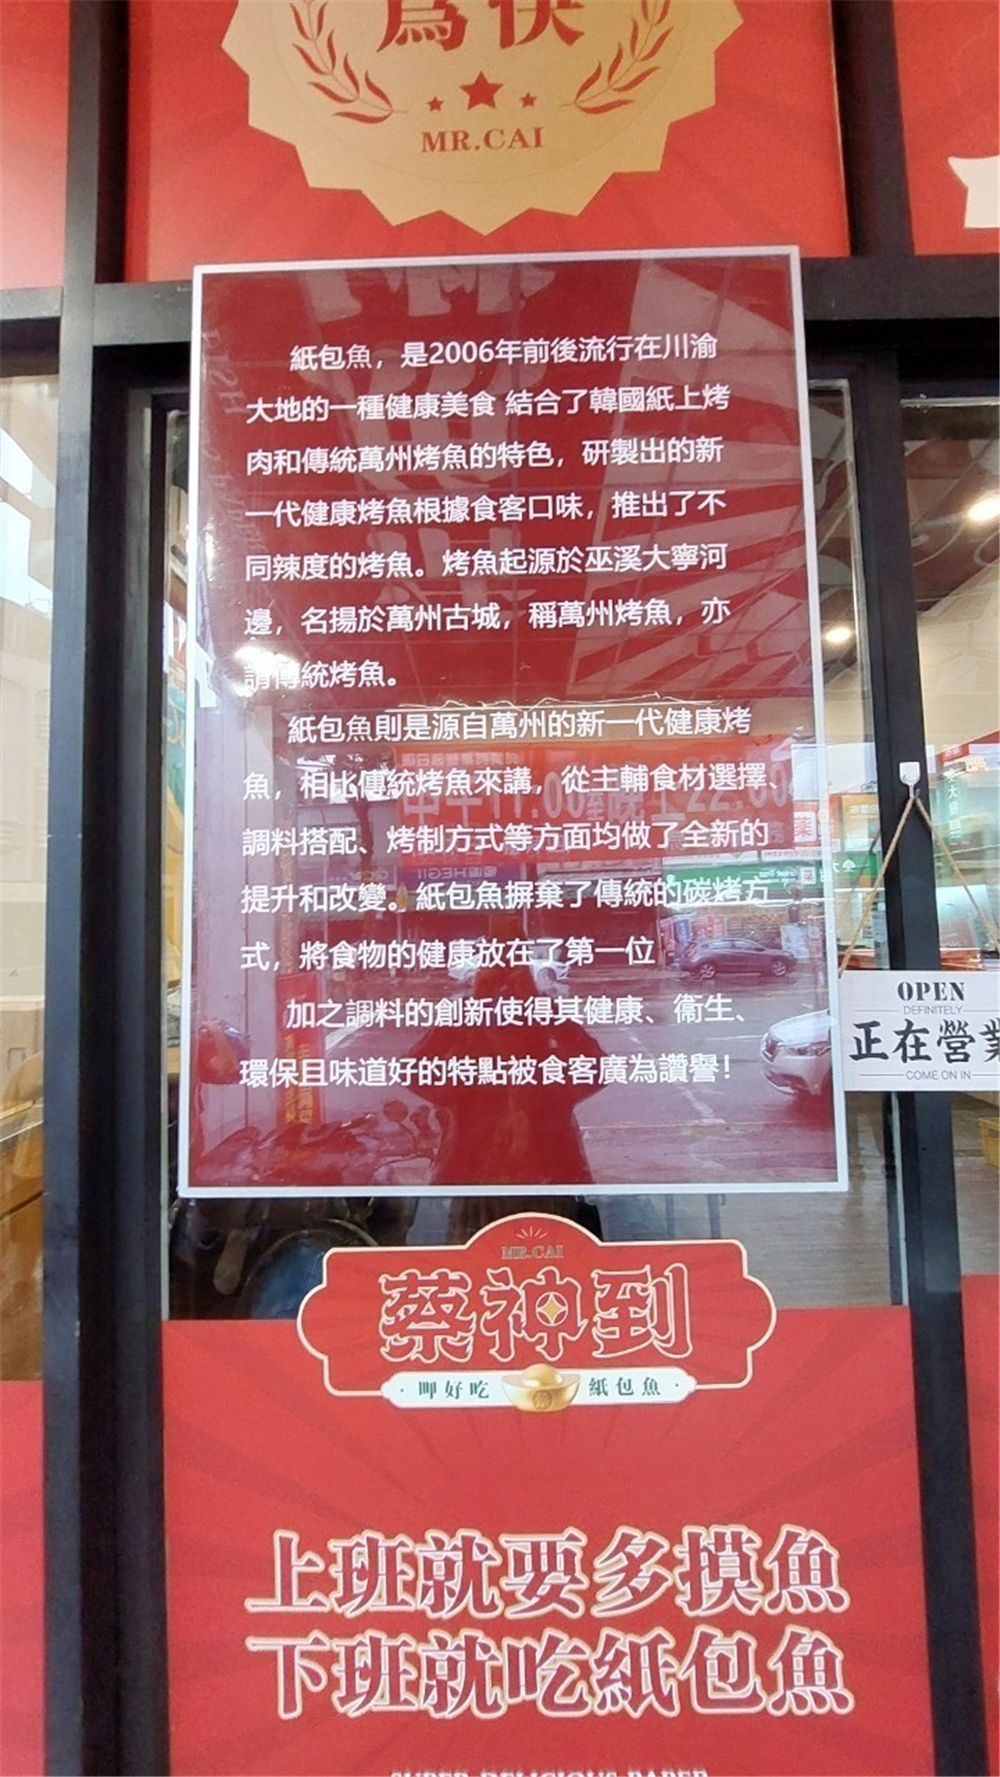 為快
MR.CAI
紙包魚，是2006年前後流行在川渝
大地的一種健康美食 結合了韓國紙上烤
肉和傳統萬州烤魚的特色，研製出的新
一代健康烤魚根據食客口味，推出了不
同辣度的烤魚。烤魚起源於巫溪大寧河
邊，名揚於萬州古城，稱萬州烤魚，亦
謂傳統烤魚。
紙包魚則是源自萬州的新一代健康烤
魚，相比傳統烤魚來講，從主輔食材選擇、
調料搭配、烤制方式等方面均做了全新的
提升和改變。紙包魚摒棄了傳統的碳烤方
式，將食物的健康放在了第一位
加之調料的創新使得其健康、衛生、
環保且味道好的特點被食客廣為讚譽！
OPEN
DEFINITELY
正在營業
COME ON IN
MR.CAI
蔡神到
·呷好吃 紙包魚·
上班就要多摸魚
下班就吃紙包魚
SUPER DELICIOUS PAPER